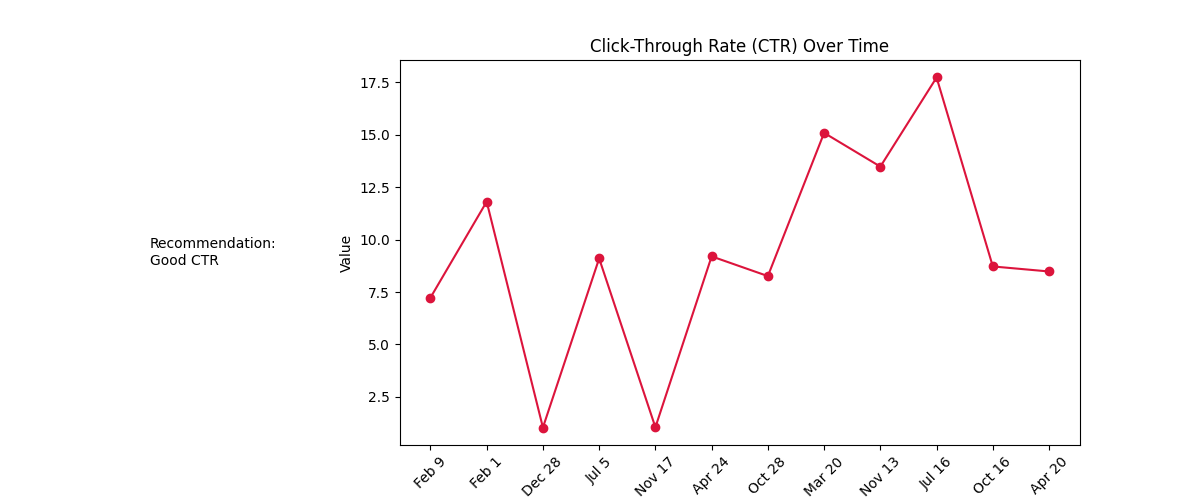 Click-Through Rate (CTR) Over Time
Recommendation:
Good CTR
Value
17.5
15.0
12.5
10.0
7.5
5.0
2.5
Feb 9
Feb 1
Dec 28
Jul 5
Nov 17
Apr 24
Oct 28
Mar 20
Nov 13
Jul 16
Oct 16
Apr 20